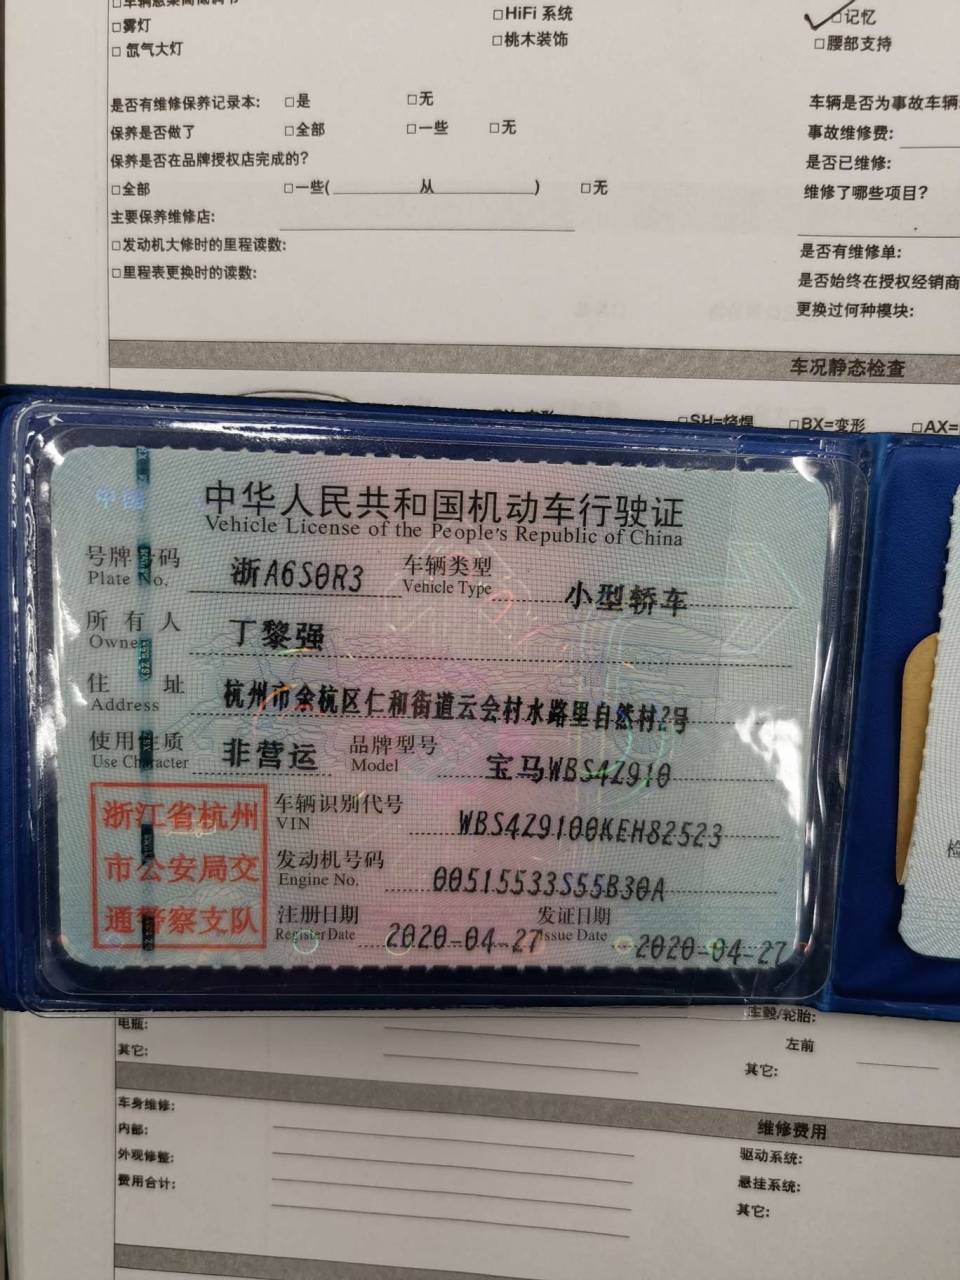 □HiFi 系统
□记忆
□雾灯
□桃木装饰
□腰部支持
□ 氙气大灯
是否有维修保养记录本: □是 □无
车辆是否为事故车辆
保养是否做了 □全部 □一些 □无
事故维修费:
保养是否在品牌授权店完成的?
是否已维修:
□全部 □一些( 从 ) □无
维修了哪些项目?
主要保养维修店:
□发动机大修时的里程读数:
是否有维修单:
□里程表更换时的读数:
是否始终在授权经销商
更换过何种模块:
车况静态检查
□SH=烧焊 □BX=变形 □AX=
中华人民共和国机动车行驶证
Vehicle License of the People's Republic of China
号牌号码 浙A6S0R3 车辆类型 小型轿车
Plate No. Vehicle Type
所有人 丁黎强
Owner
住址 杭州市余杭区仁和街道云会村水路里自然村2号
Address
使用性质 非营运 品牌型号 宝马WBS4Z910
Use Character Model
浙江省杭州
市公安局交
通警察支队
车辆识别代号 WBS4Z9100KEH82523
VIN
发动机号码 00515533S55B30A
Engine No.
注册日期 2020-04-27 发证日期 2020-04-27
Register Date Issue Date
检
电瓶:
轮毂/轮胎:
其它:
左前
其它:
车身维修:
维修费用
内部:
驱动系统:
外观修整:
悬挂系统:
费用合计:
其它: